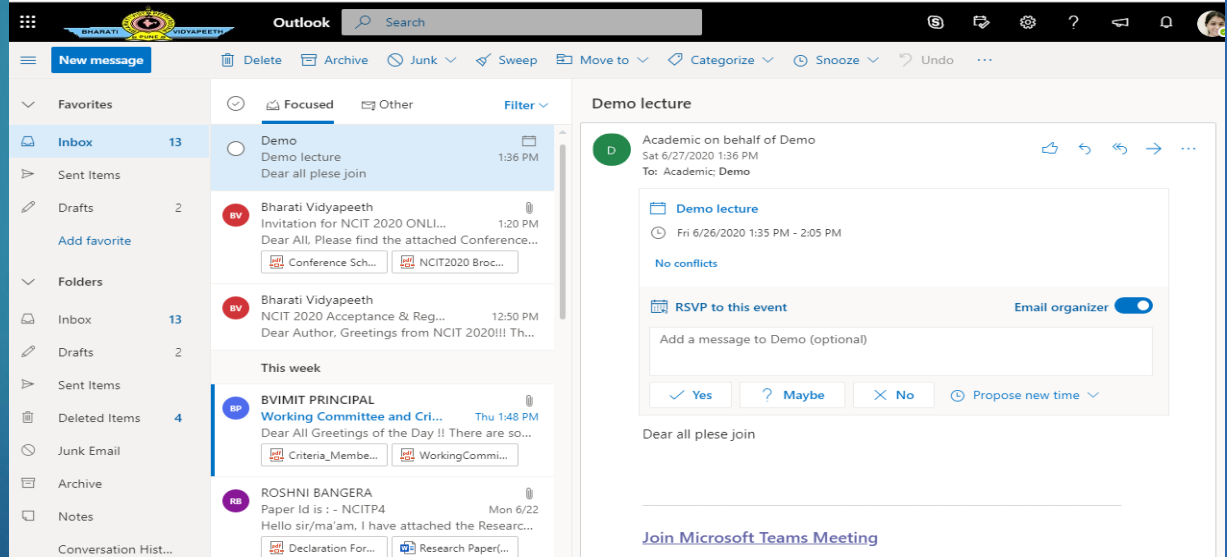 BHARATI VIDYAPEETH
PUNE
Outlook
Search
New message
Delete Archive Junk Sweep Move to Categorize Snooze Undo ...
Favorites
Inbox 13
Sent Items
Drafts 2
Add favorite
Folders
Inbox 13
Drafts 2
Sent Items
Deleted Items 4
Junk Email
Archive
Notes
Conversation Hist...
Focused Other Filter
Demo
Demo lecture 1:36 PM
Dear all plese join
BV
Bharati Vidyapeeth
Invitation for NCIT 2020 ONLI... 1:20 PM
Dear All, Please find the attached Conference...
Conference Sch... NCIT2020 Broc...
BV
Bharati Vidyapeeth
NCIT 2020 Acceptance & Reg... 12:50 PM
Dear Author, Greetings from NCIT 2020!!! Th...
This week
BP
BVIMIT PRINCIPAL
Working Committee and Cri... Thu 1:48 PM
Dear All Greetings of the Day !! There are so...
Criteria_Membe... WorkingCommi...
RB
ROSHNI BANGERA
Paper Id is : - NCITP4 Mon 6/22
Hello sir/ma'am, I have attached the Researc...
Declaration For... Research Paper(...
Demo lecture
D
Academic on behalf of Demo
Sat 6/27/2020 1:36 PM
To: Academic; Demo
Demo lecture
Fri 6/26/2020 1:35 PM - 2:05 PM
No conflicts
RSVP to this event Email organizer
Add a message to Demo (optional)
Yes ? Maybe No Propose new time
Dear all plese join
Join Microsoft Teams Meeting